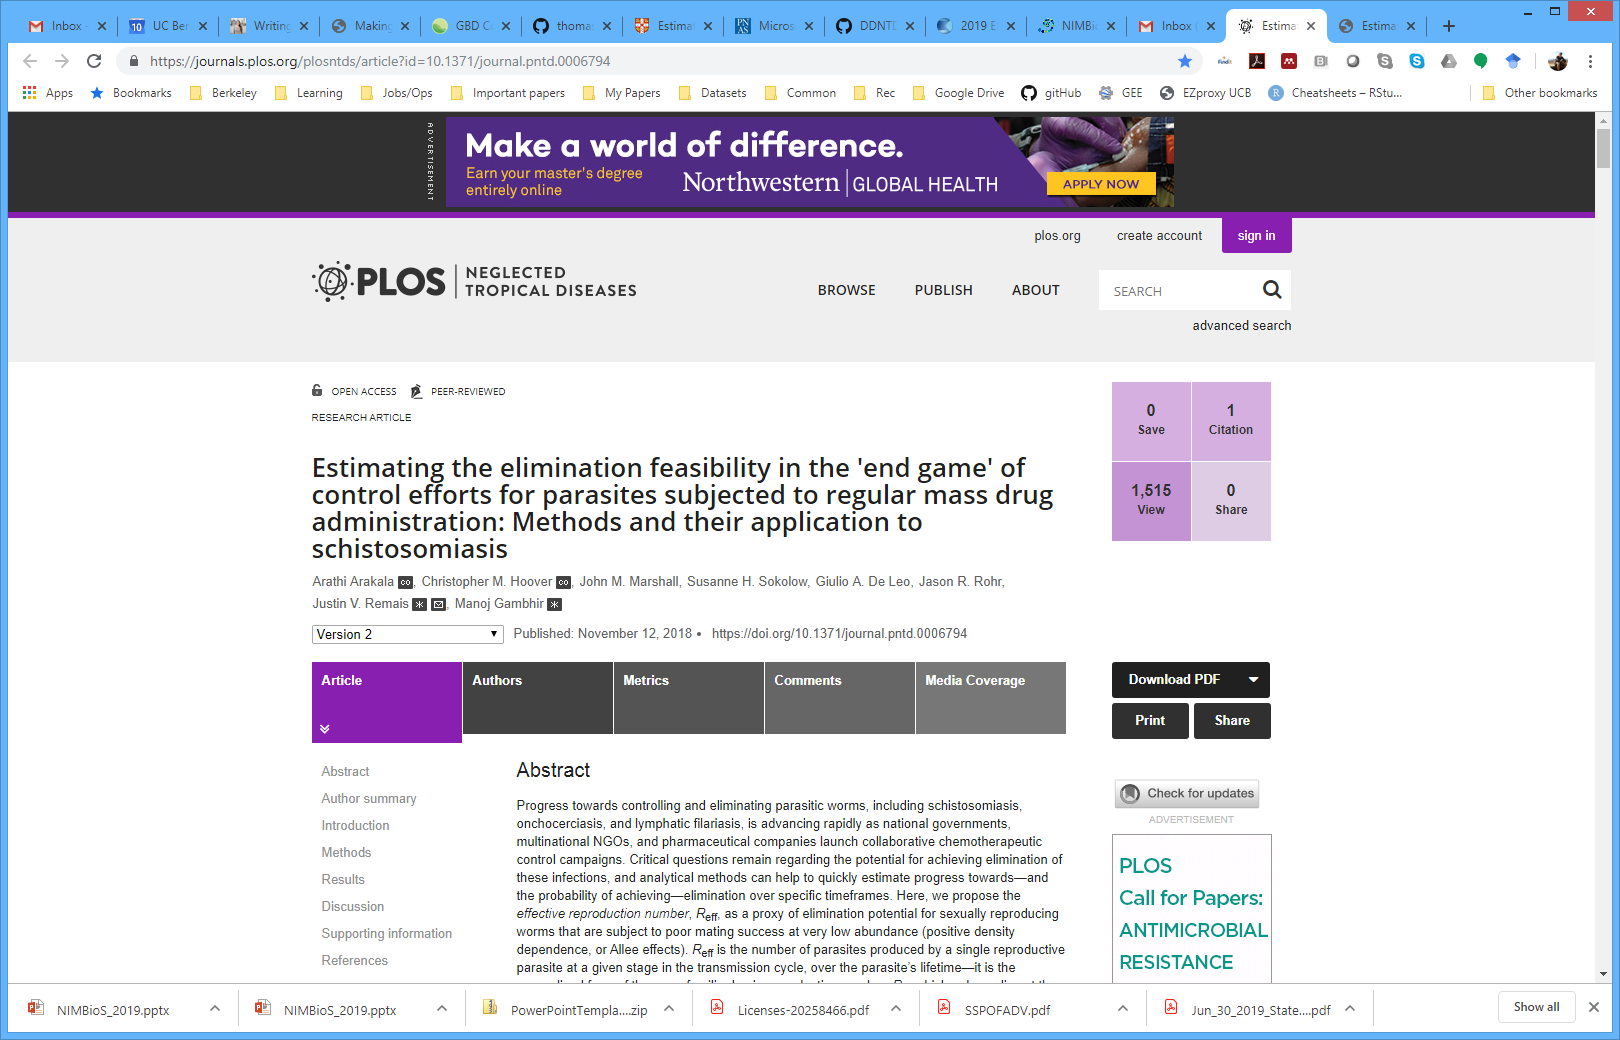 Inbox
UC Ber
Writing
Making
GBD C
thomas
Estimat
Micros
DDNTD
2019 E
NIMBio
Inbox
Estima
Estima
https://journals.plos.org/plosntds/article?id=10.1371/journal.pntd.0006794
Apps
Bookmarks
Berkeley
Learning
Jobs/Ops
Important papers
My Papers
Datasets
Common
Rec
Google Drive
gitHub
GEE
EZproxy UCB
Cheatsheets – RStu...
Other bookmarks
ADVERTISEMENT
Make a world of difference.
Earn your master's degree
entirely online
Northwestern | GLOBAL HEALTH
APPLY NOW
plos.org
create account
sign in
PLOS
NEGLECTED
TROPICAL DISEASES
BROWSE
PUBLISH
ABOUT
SEARCH
advanced search
OPEN ACCESS
PEER-REVIEWED
RESEARCH ARTICLE
0
Save
1
Citation
1,515
View
0
Share
Estimating the elimination feasibility in the 'end game' of
control efforts for parasites subjected to regular mass drug
administration: Methods and their application to
schistosomiasis
Arathi Arakala co, Christopher M. Hoover co, John M. Marshall, Susanne H. Sokolow, Giulio A. De Leo, Jason R. Rohr,
Justin V. Remais, Manoj Gambhir
Version 2
Published: November 12, 2018 • https://doi.org/10.1371/journal.pntd.0006794
Article
Authors
Metrics
Comments
Media Coverage
Download PDF
Print
Share
Abstract
Author summary
Introduction
Methods
Results
Discussion
Supporting information
References
Abstract
Progress towards controlling and eliminating parasitic worms, including schistosomiasis,
onchocerciasis, and lymphatic filariasis, is advancing rapidly as national governments,
multinational NGOs, and pharmaceutical companies launch collaborative chemotherapeutic
control campaigns. Critical questions remain regarding the potential for achieving elimination of
these infections, and analytical methods can help to quickly estimate progress towards—and
the probability of achieving—elimination over specific timeframes. Here, we propose the
effective reproduction number, Reff, as a proxy of elimination potential for sexually reproducing
worms that are subject to poor mating success at very low abundance (positive density
dependence, or Allee effects). Reff is the number of parasites produced by a single reproductive
parasite at a given stage in the transmission cycle, over the parasite's lifetime—it is the
Check for updates
ADVERTISEMENT
PLOS
Call for Papers:
ANTIMICROBIAL
RESISTANCE
NIMBioS_2019.pptx
NIMBioS_2019.pptx
PowerPointTempla....zip
Licenses-20258466.pdf
SSPOFADV.pdf
Jun_30_2019_State....pdf
Show all